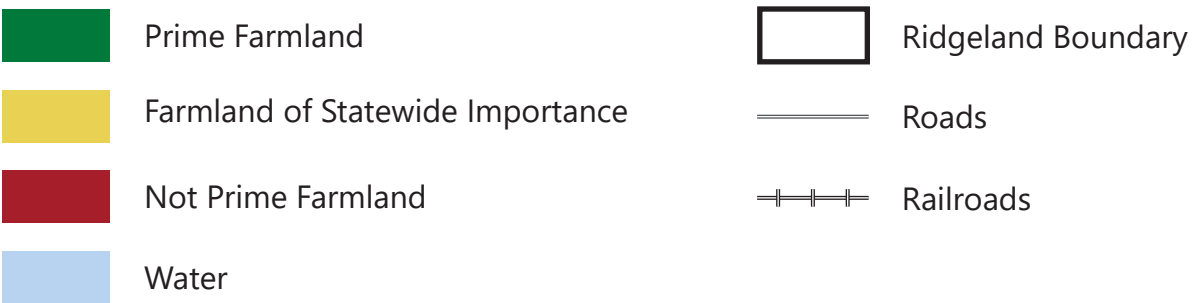 Prime Farmland
Farmland of Statewide Importance
Not Prime Farmland
Water
Ridgeland Boundary
Roads
Railroads